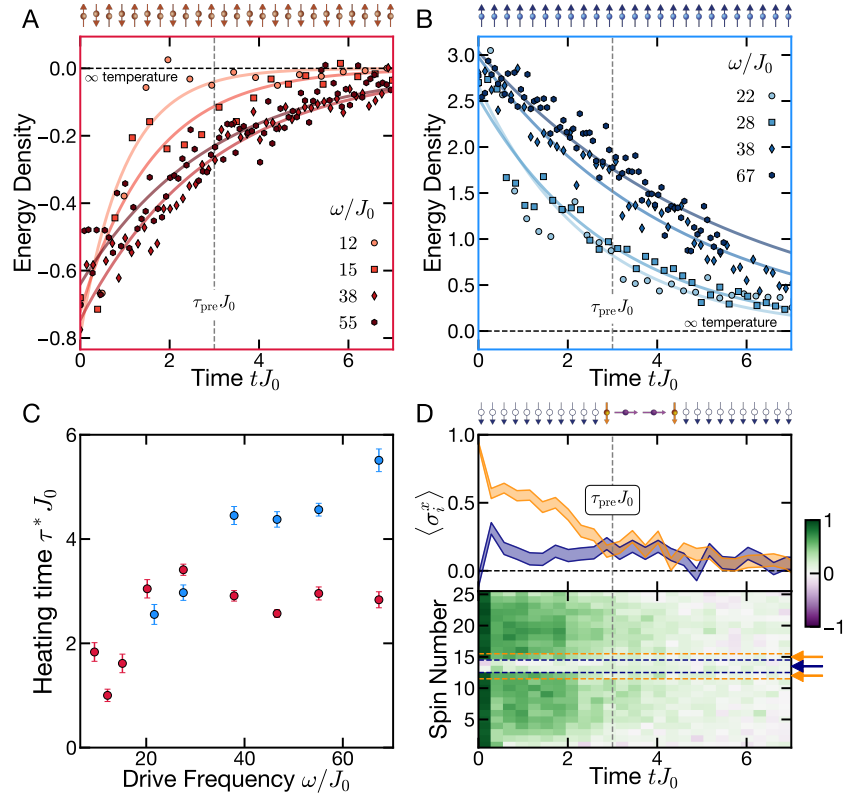 A
0.0
−0.2
−0.4
−0.6
−0.8
Energy Density
∞ temperature
τpreJ0
ω/J0
12
15
38
55
0
2
4
6
Time tJ0
B
3.0
2.5
2.0
1.5
1.0
0.5
0.0
Energy Density
ω/J0
22
28
38
67
τpreJ0
∞ temperature
0
2
4
6
Time tJ0
C
6
4
2
0
Heating time τ* J0
20
40
60
Drive Frequency ω/J0
D
1.0
0.5
0.0
⟨σix⟩
τpreJ0
25
20
15
10
5
Spin Number
0
2
4
6
Time tJ0
1
0
−1